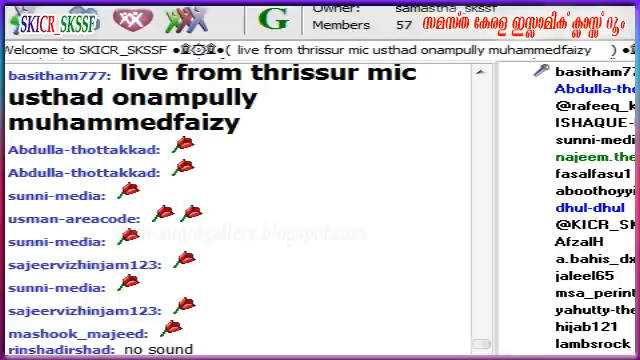 SKICR_SKSSF
G
Owner: samastha_skssf
Members 57
സമസ്ത കേരള ഇസ്ലാമിക് ക്ലാസ്സ് റൂം
Welcome to SKICR_SKSSF ●۩۞۩●( live from thrissur mic usthad onampully muhammedfaizy ) ●
basitham777: live from thrissur mic
usthad onampully
muhammedfaizy
Abdulla-thottakkad:
Abdulla-thottakkad:
sunni-media:
usman-areacode:
sunni-media:
sajeervizhinjam123:
sunni-media:
sajeervizhinjam123:
mashook_majeed:
rinshadirshad: no sound
basitham77
Abdulla-tho
@rafeeq_k
ISHAQUE-
sunni-medi
najeem.the
fasalfasu1
aboothoyyi
dhul-dhul
@KICR_SK
AfzalH
a.bahis_dx
jaleel65
msa_perint
yahutty-the
hijab121
lambsrock